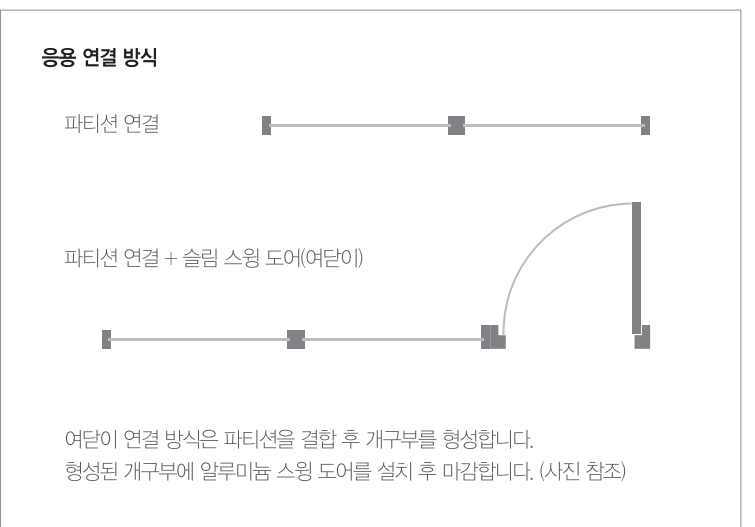 응용 연결 방식
파티션 연결
파티션 연결 + 슬림 스윙 도어(여닫이)
여닫이 연결 방식은 파티션을 결합 후 개구부를 형성합니다.
형성된 개구부에 알루미늄 스윙 도어를 설치 후 마감합니다. (사진 참조)